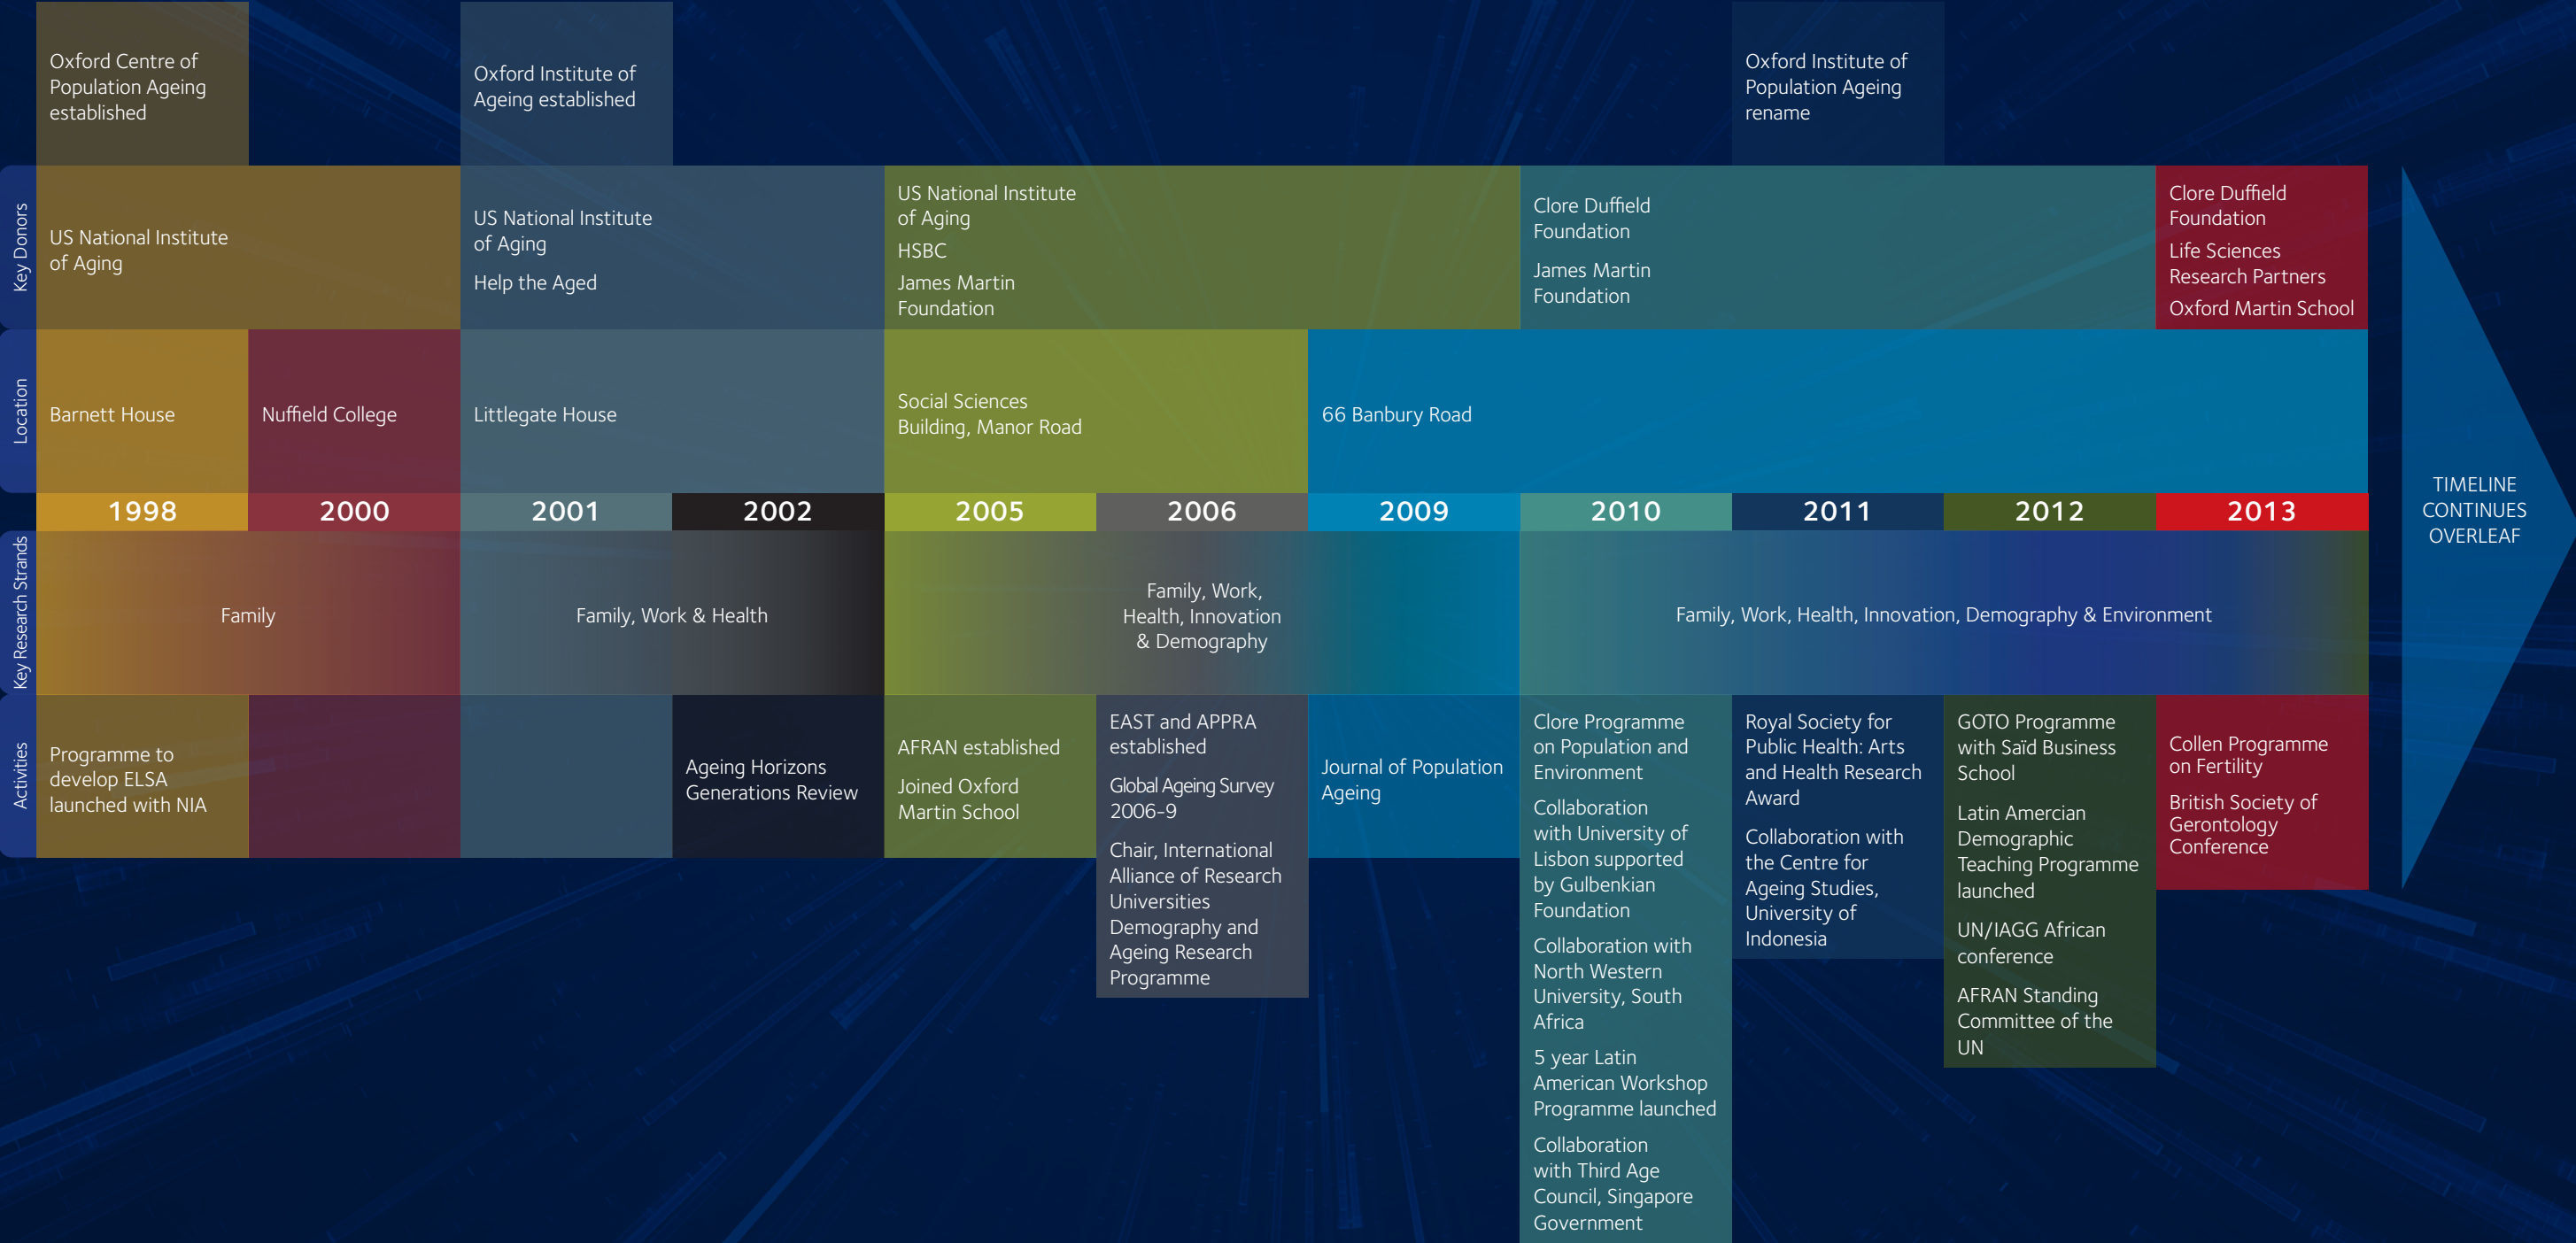 Oxford Centre of
Population Ageing
established
Oxford Institute of
Ageing established
Oxford Institute of
Population Ageing
rename
Key Donors
US National Institute
of Aging
US National Institute
of Aging
Help the Aged
US National Institute
of Aging
HSBC
James Martin
Foundation
Clore Duffield
Foundation
James Martin
Foundation
Clore Duffield
Foundation
Life Sciences
Research Partners
Oxford Martin School
Location
Barnett House
Nuffield College
Littlegate House
Social Sciences
Building, Manor Road
66 Banbury Road
1998
2000
2001
2002
2005
2006
2009
2010
2011
2012
2013
TIMELINE
CONTINUES
OVERLEAF
Key Research Strands
Family
Family, Work & Health
Family, Work,
Health, Innovation
& Demography
Family, Work, Health, Innovation, Demography & Environment
Activities
Programme to
develop ELSA
launched with NIA
Ageing Horizons
Generations Review
AFRAN established
Joined Oxford
Martin School
EAST and APPRA
established
Global Ageing Survey
2006-9
Chair, International
Alliance of Research
Universities
Demography and
Ageing Research
Programme
Journal of Population
Ageing
Clore Programme
on Population and
Environment
Collaboration
with University of
Lisbon supported
by Gulbenkian
Foundation
Collaboration with
North Western
University, South
Africa
5 year Latin
American Workshop
Programme launched
Collaboration
with Third Age
Council, Singapore
Government
Royal Society for
Public Health: Arts
and Health Research
Award
Collaboration with
the Centre for
Ageing Studies,
University of
Indonesia
GOTO Programme
with Saïd Business
School
Latin Amercian
Demographic
Teaching Programme
launched
UN/IAGG African
conference
AFRAN Standing
Committee of the
UN
Collen Programme
on Fertility
British Society of
Gerontology
Conference